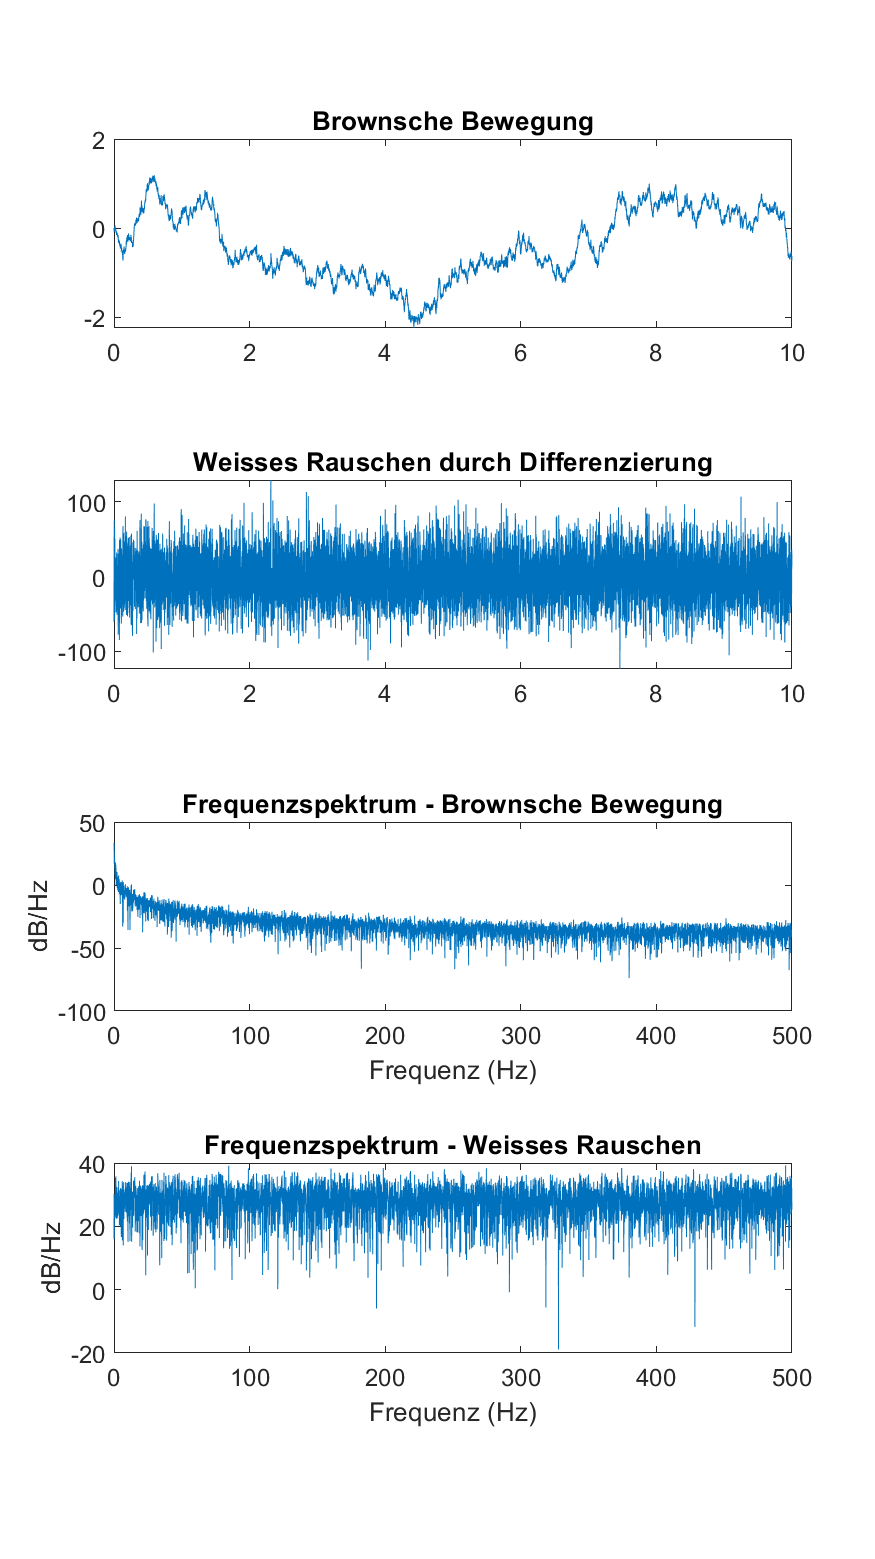 Brownsche Bewegung
2
0
-2
0 2 4 6 8 10
Weisses Rauschen durch Differenzierung
100
0
-100
0 2 4 6 8 10
Frequenzspektrum - Brownsche Bewegung
50
0
-50
-100
dB/Hz
0 100 200 300 400 500
Frequenz (Hz)
Frequenzspektrum - Weisses Rauschen
40
20
0
-20
dB/Hz
0 100 200 300 400 500
Frequenz (Hz)